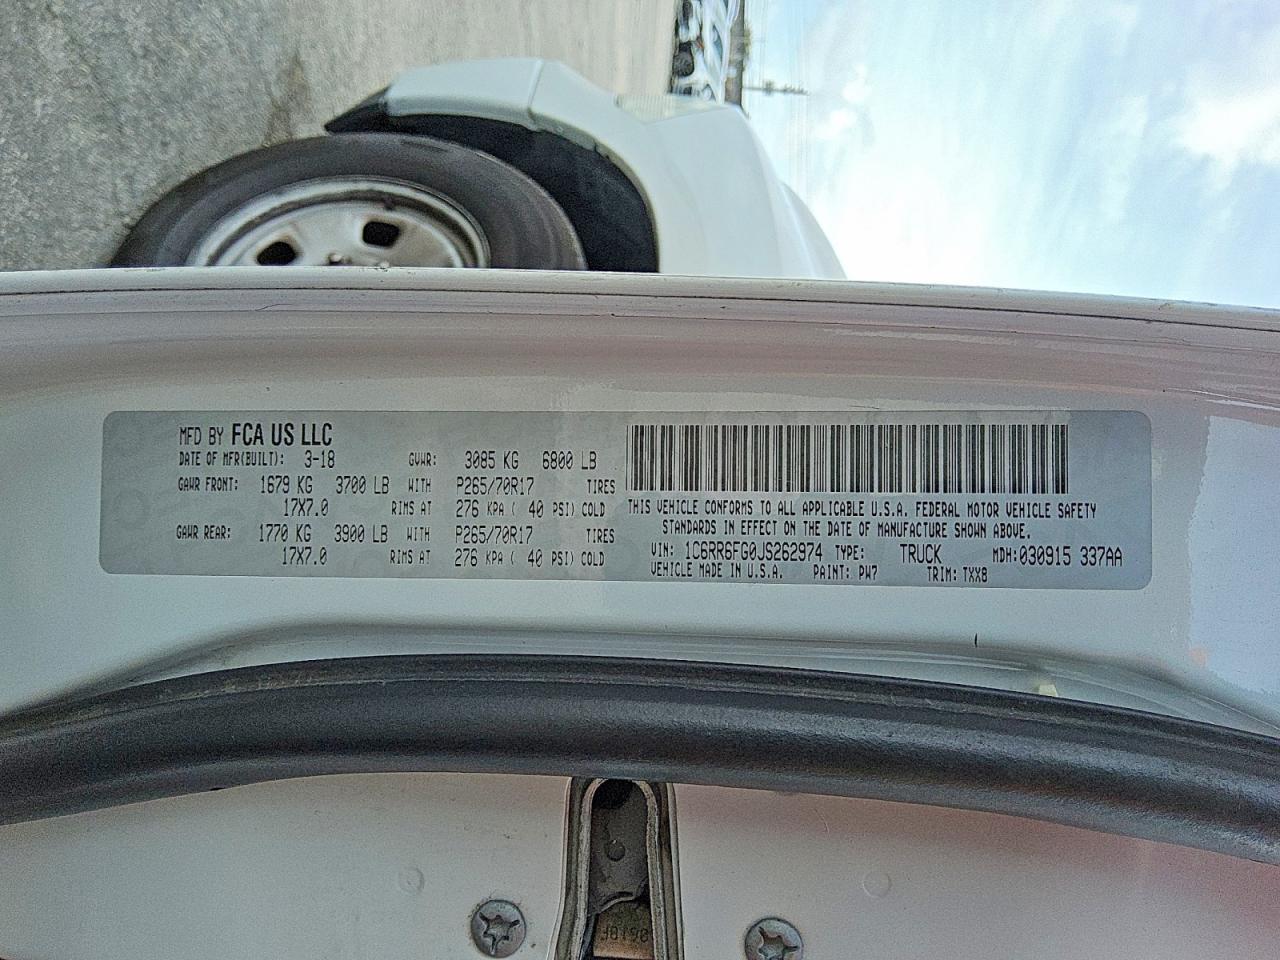 MFD BY FCA US LLC
DATE OF MFR(BUILT): 3-18 GVWR: 3085 KG 6800 LB
GAWR FRONT: 1679 KG 3700 LB WITH P265/70R17 TIRES
17X7.0 RIMS AT 276 KPA ( 40 PSI) COLD
GAWR REAR: 1770 KG 3900 LB WITH P265/70R17 TIRES
17X7.0 RIMS AT 276 KPA ( 40 PSI) COLD
THIS VEHICLE CONFORMS TO ALL APPLICABLE U.S.A. FEDERAL MOTOR VEHICLE SAFETY
STANDARDS IN EFFECT ON THE DATE OF MANUFACTURE SHOWN ABOVE.
VIN: 1C6RR6FG0JS262974 TYPE: TRUCK MDH: 030915 337AA
VEHICLE MADE IN U.S.A. PAINT: PW7 TRIM: TXX8